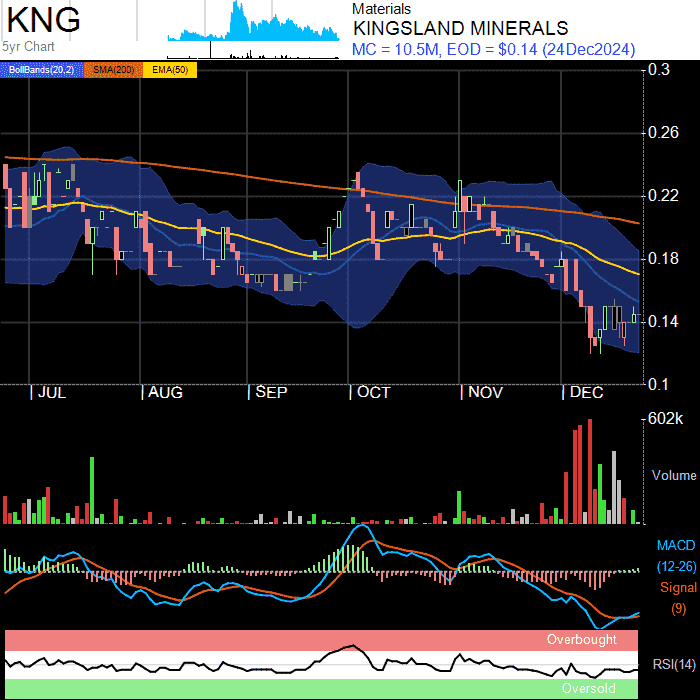 KNG
5yr Chart
Materials
KINGSLAND MINERALS
MC = 10.5M, EOD = $0.14 (24Dec2024)
BollBands(20,2) SMA(200) EMA(50)
0.3
0.26
0.22
0.18
0.14
0.1
JUL AUG SEP OCT NOV DEC
602k
Volume
MACD
(12-26)
Signal
(9)
Overbought
RSI(14)
Oversold